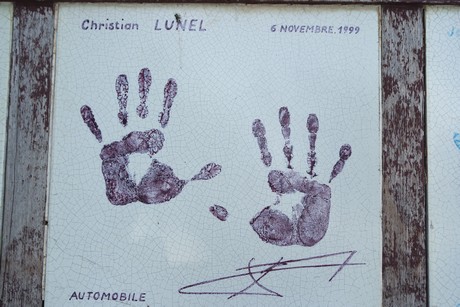 Christian LUNEL
6 NOVEMBRE.1999
AUTOMOBILE